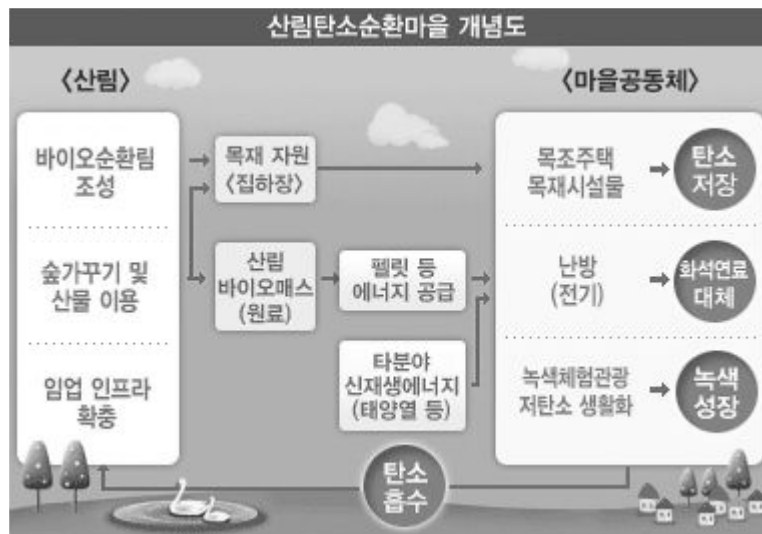 산림탄소순환마을 개념도
<산림>
바이오순환림
조성
숲가꾸기 및
산물 이용
임업 인프라
확충
목재 자원
<집하장>
산림
바이오매스
(원료)
펠릿 등
에너지 공급
타분야
신재생에너지
(태양열 등)
<마을공동체>
목조주택
목재시설물
탄소
저장
난방
(전기)
화석연료
대체
녹색체험관광
저탄소 생활화
녹색
성장
탄소
흡수